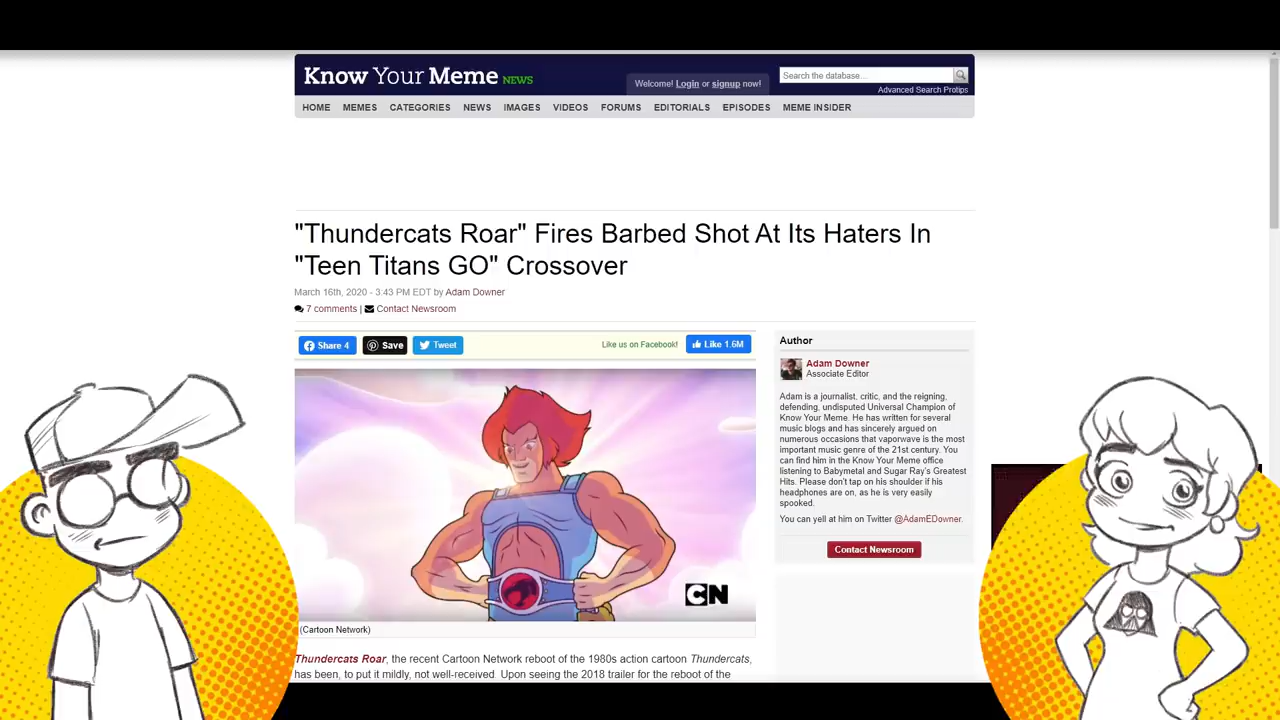 Know Your Meme NEWS
Welcome! Login or signup now!
Search the database...
Advanced Search Protips
HOME MEMES CATEGORIES NEWS IMAGES VIDEOS FORUMS EDITORIALS EPISODES MEME INSIDER
"Thundercats Roar" Fires Barbed Shot At Its Haters In
"Teen Titans GO" Crossover
March 16th, 2020 - 3:43 PM EDT by Adam Downer
7 comments | Contact Newsroom
Share 4 Save Tweet Like us on Facebook! Like 1.6M
CN
(Cartoon Network)
Thundercats Roar, the recent Cartoon Network reboot of the 1980s action cartoon Thundercats,
has been, to put it mildly, not well-received. Upon seeing the 2018 trailer for the reboot of the
Author
Adam Downer
Associate Editor
Adam is a journalist, critic, and the reigning,
defending, undisputed Universal Champion of
Know Your Meme. He has written for several
music blogs and has sincerely argued on
numerous occasions that vaporwave is the most
important music genre of the 21st century. You
can find him in the Know Your Meme office
listening to Babymetal and Sugar Ray's Greatest
Hits. Please don't tap on his shoulder if his
headphones are on, as he is very easily
spooked.
You can yell at him on Twitter @AdamEDowner.
Contact Newsroom